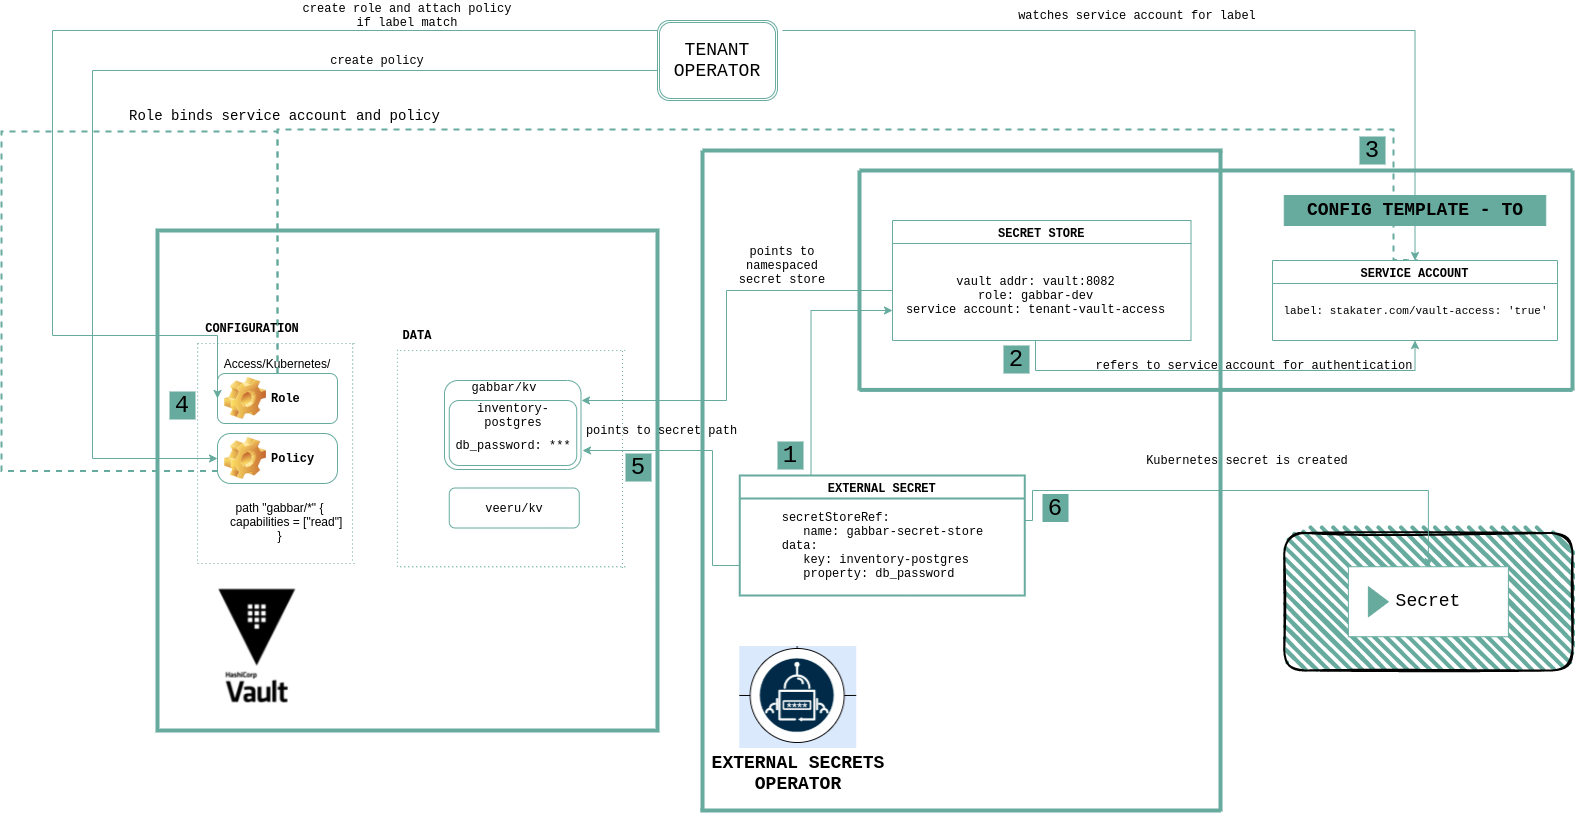 create role and attach policy
if label match
watches service account for label
TENANT
OPERATOR
create policy
Role binds service account and policy
3
CONFIG TEMPLATE - TO
SECRET STORE
vault addr: vault:8082
role: gabbar-dev
service account: tenant-vault-access
SERVICE ACCOUNT
label: stakater.com/vault-access: 'true'
points to
namespaced
secret store
2
refers to service account for authentication
CONFIGURATION
DATA
Access/Kubernetes/
4
Role
Policy
path "gabbar/*" {
capabilities = ["read"]
}
gabbar/kv
inventory-
postgres
db_password: ***
veeru/kv
points to secret path
5
1
EXTERNAL SECRET
secretStoreRef:
name: gabbar-secret-store
data:
key: inventory-postgres
property: db_password
6
Kubernetes secret is created
Secret
HashiCorp
Vault
****
EXTERNAL SECRETS
OPERATOR